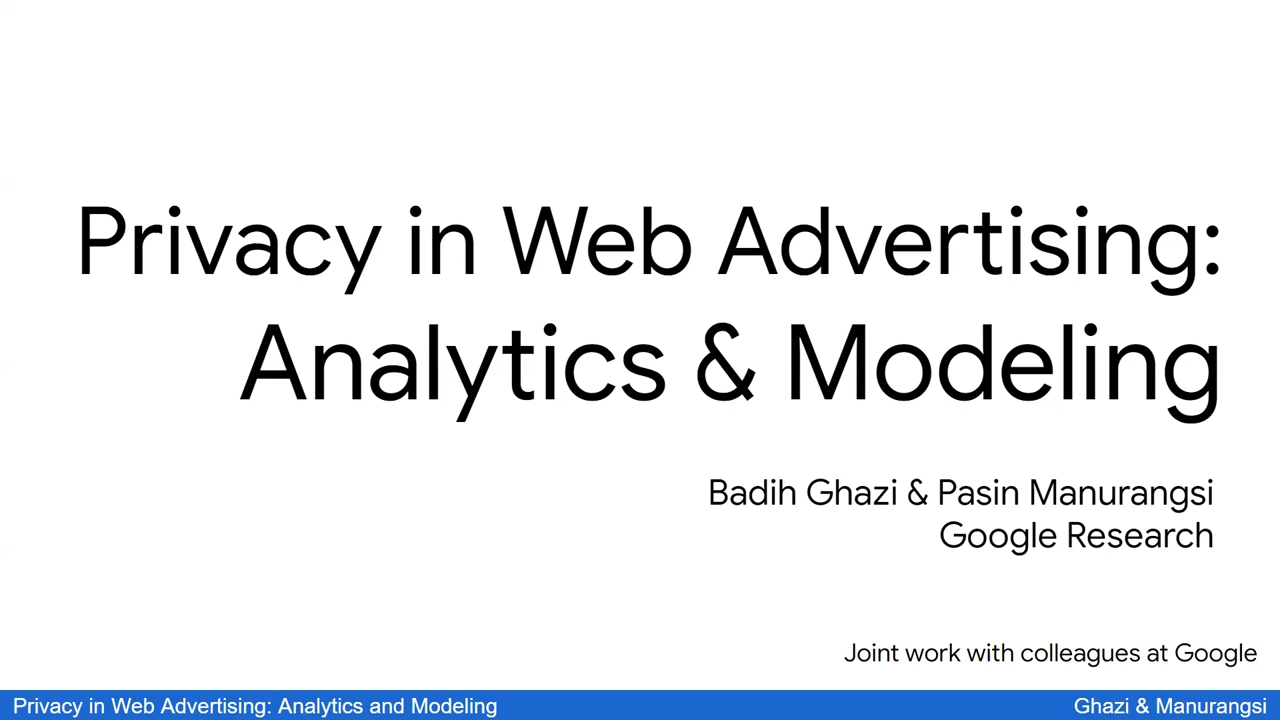 Privacy in Web Advertising:
Analytics & Modeling
Badih Ghazi & Pasin Manurangsi
Google Research
Joint work with colleagues at Google
Privacy in Web Advertising: Analytics and Modeling
Ghazi & Manurangsi